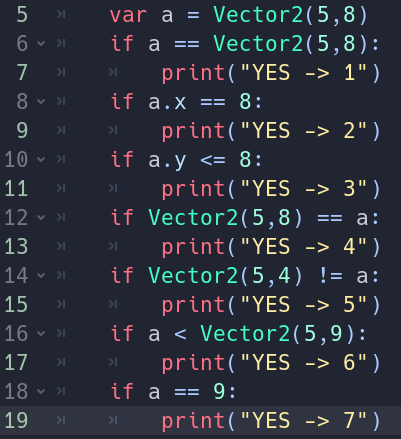 5 var a = Vector2(5,8)
6 if a == Vector2(5,8):
7 print("YES -> 1")
8 if a.x == 8:
9 print("YES -> 2")
10 if a.y <= 8:
11 print("YES -> 3")
12 if Vector2(5,8) == a:
13 print("YES -> 4")
14 if Vector2(5,4) != a:
15 print("YES -> 5")
16 if a < Vector2(5,9):
17 print("YES -> 6")
18 if a == 9:
19 print("YES -> 7")